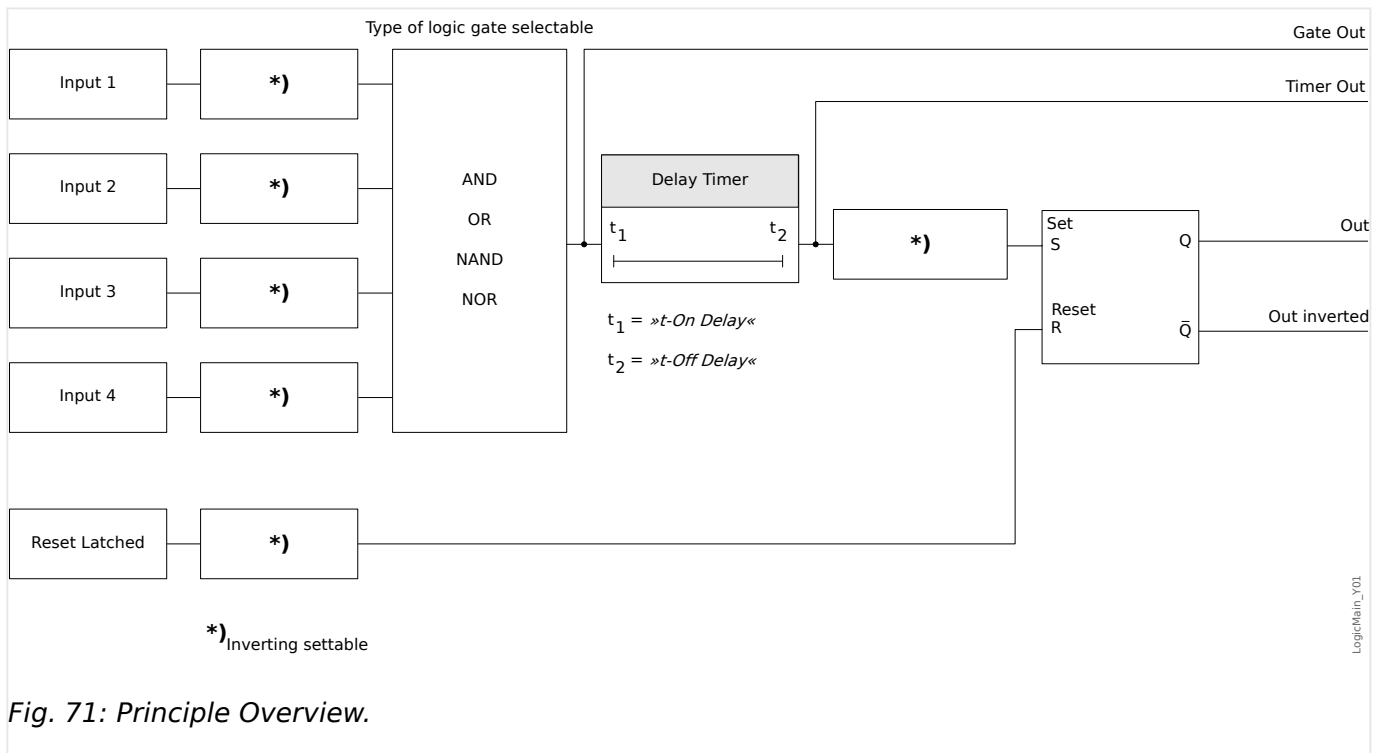 Type of logic gate selectable
Gate Out
Input 1
*)
Timer Out
Input 2
*)
AND
OR
NAND
NOR
Delay Timer
t1
t2
*)
Set
S
Q
Out
Reset
R
Q̅
Out inverted
Input 3
*)
t1 = »t-On Delay«
t2 = »t-Off Delay«
Input 4
*)
Reset Latched
*)
*) Inverting settable
LogicMain_Y01
Fig. 71: Principle Overview.